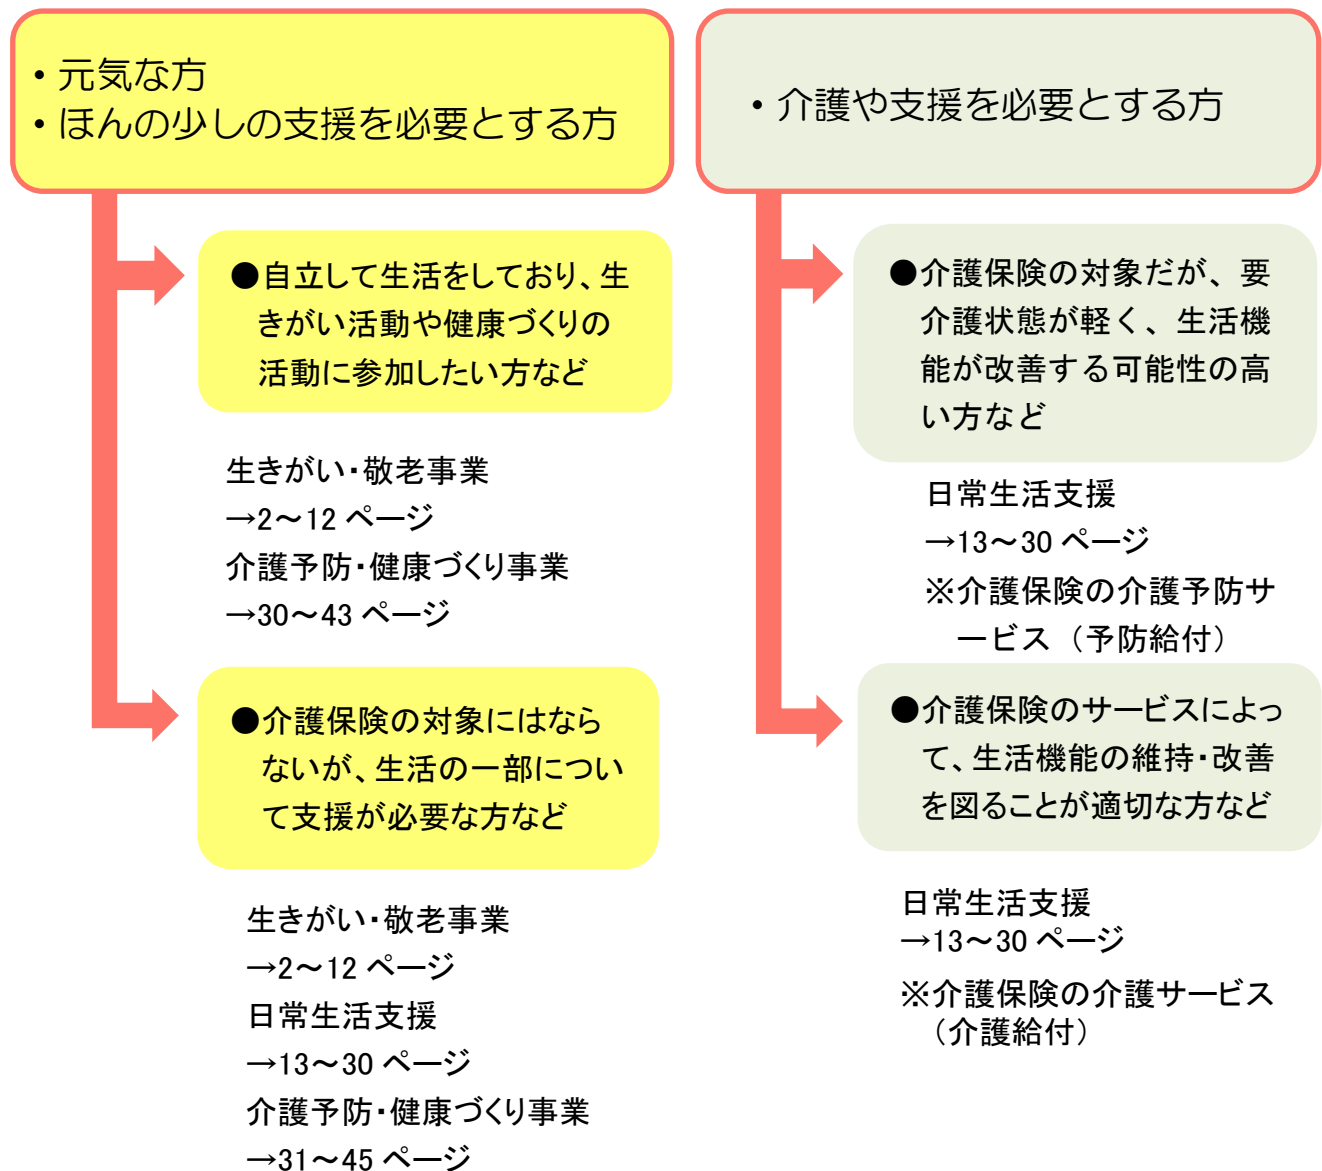 ・元気な方
・ほんの少しの支援を必要とする方
●自立して生活をしており、生
きがい活動や健康づくりの
活動に参加したい方など
生きがい・敬老事業
→2～12 ページ
介護予防・健康づくり事業
→30～43 ページ
●介護保険の対象にはなら
ないが、生活の一部につい
て支援が必要な方など
生きがい・敬老事業
→2～12 ページ
日常生活支援
→13～30 ページ
介護予防・健康づくり事業
→31～45 ページ
・介護や支援を必要とする方
●介護保険の対象だが、要
介護状態が軽く、生活機
能が改善する可能性の高
い方など
日常生活支援
→13～30 ページ
※介護保険の介護予防サ
ービス（予防給付）
●介護保険のサービスによっ
て、生活機能の維持・改善
を図ることが適切な方など
日常生活支援
→13～30 ページ
※介護保険の介護サービス
（介護給付）